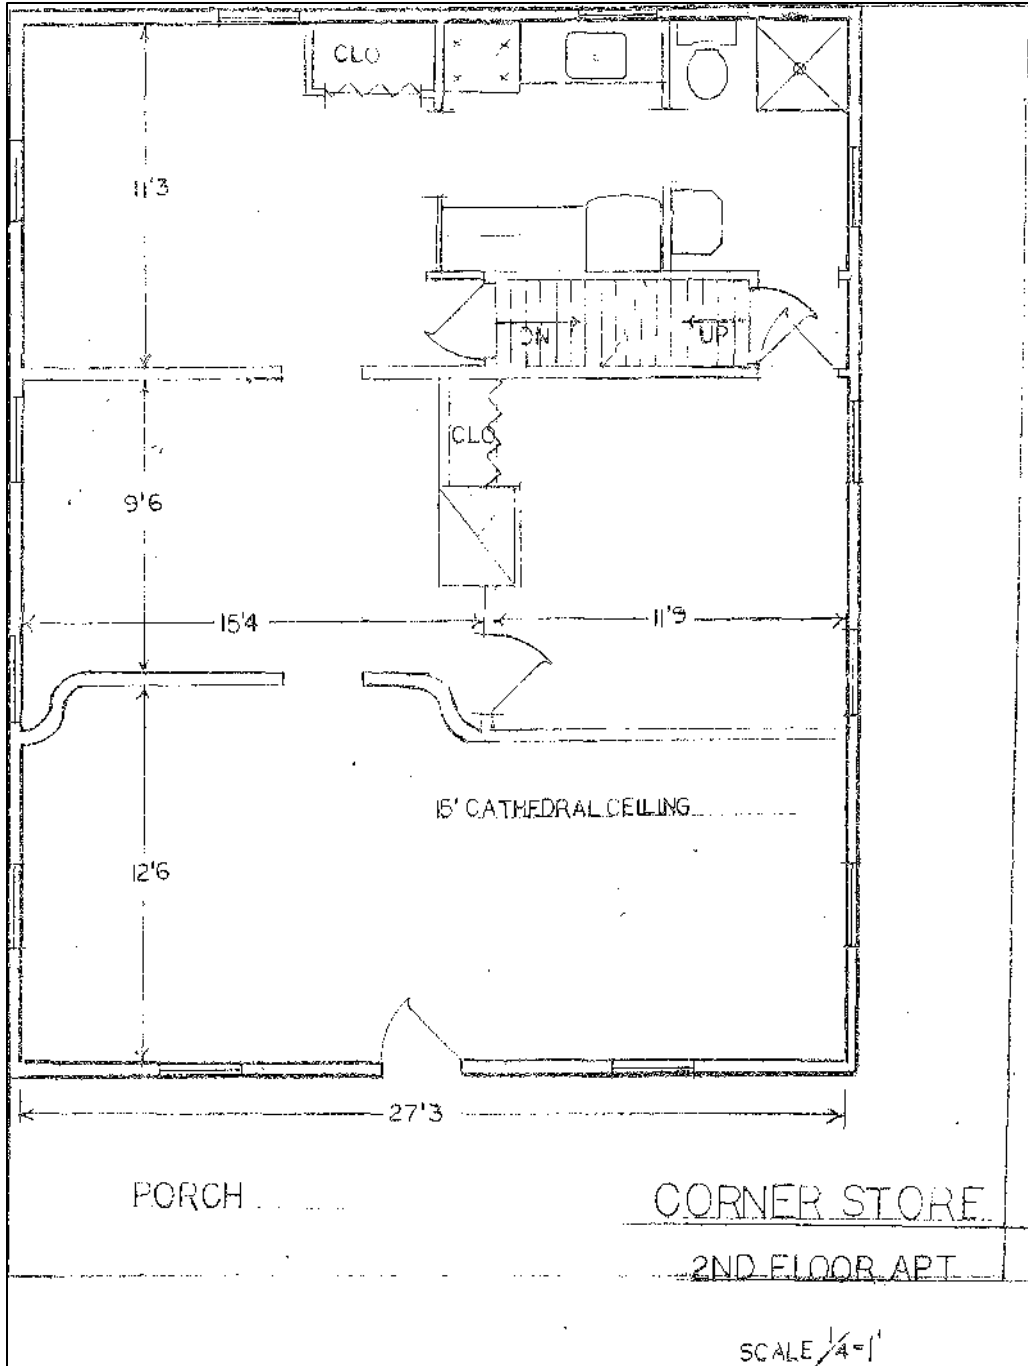 CLO
11'3
DN
UP
CLO
9'6
15'4
11'9
15' CATHEDRAL CEILING
12'6
27'3
PORCH
CORNER STORE
2ND FLOOR APT
SCALE 1/4=1'